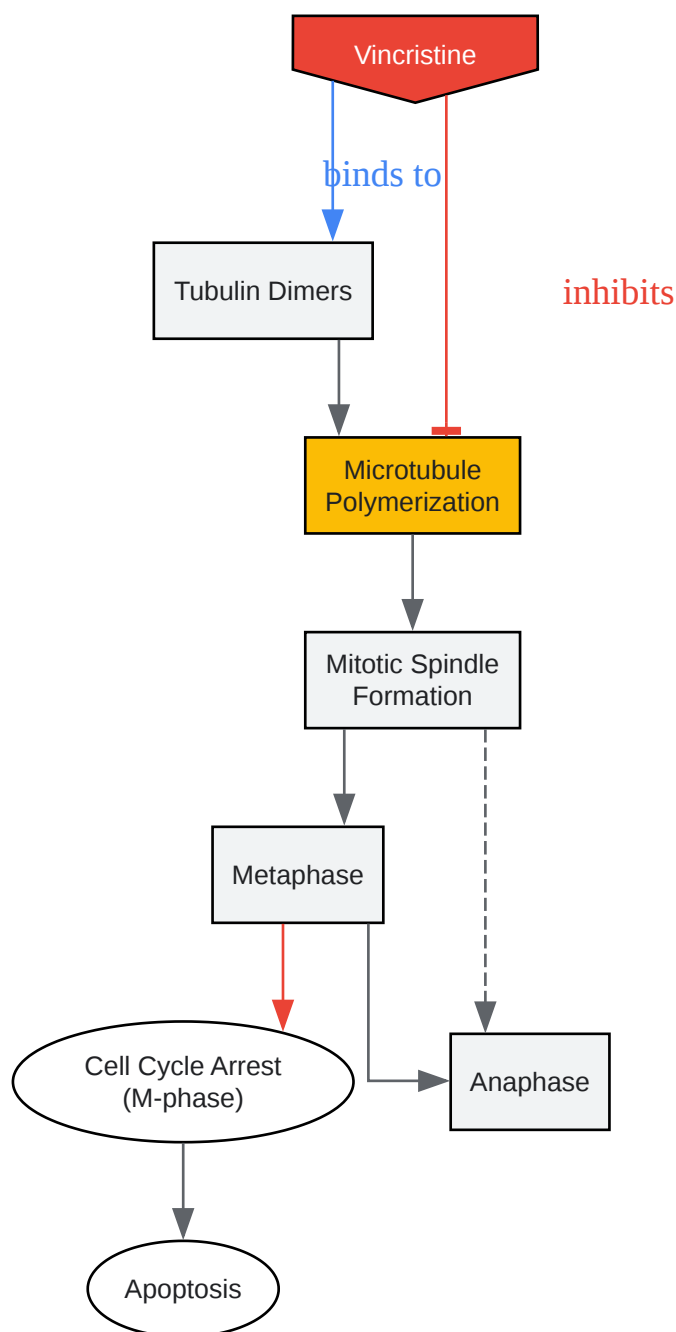 Vincristine
binds to
Tubulin Dimers
inhibits
Microtubule
Polymerization
Mitotic Spindle
Formation
Metaphase
Cell Cycle Arrest
(M-phase)
Anaphase
Apoptosis